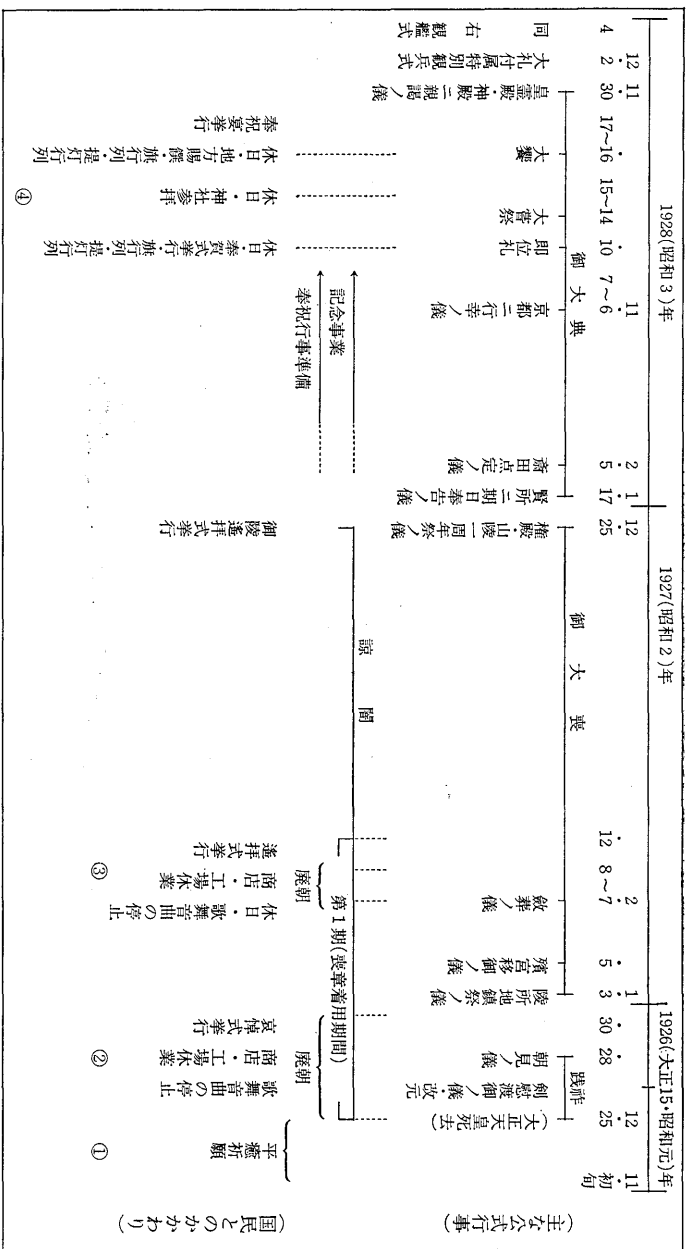 1926(大正15・昭和元)年
1927(昭和2)年
1928(昭和3)年
(主な公式行事)
11・初旬
12・25
28
30
1・3
5
2・7～8
12
12・25
1・17
2・5
11・6～7
10
14～15
16～17
11・30
12・2
4
(大正天皇死去)
践祚
剣璽渡御ノ儀・改元
朝見ノ儀
陵所地鎮祭ノ儀
殯宮移御ノ儀
斂葬ノ儀
御大喪
権殿・山陵一周年祭ノ儀
賢所ニ期日奉告ノ儀
斎田点定ノ儀
京都ニ行幸ノ儀
御大典
即位礼
大嘗祭
大饗
皇霊殿・神殿ニ親謁ノ儀
大礼付属特別観兵式
同右観艦式
第1期(喪章着用期間)
諒闇
記念事業
奉祝行事準備
(国民とのかかわり)
平癒祈願
①
廃朝
歌舞音曲の停止
商店・工場休業
②
哀悼式挙行
廃朝
休日・歌舞音曲の停止
商店・工場休業
③
遙拝式挙行
御陵遙拝式挙行
休日・奉賀式挙行・旗行列・提灯行列
休日・神社参拝
④
休日・地方賜饌・旗行列・提灯行列
奉祝宴挙行